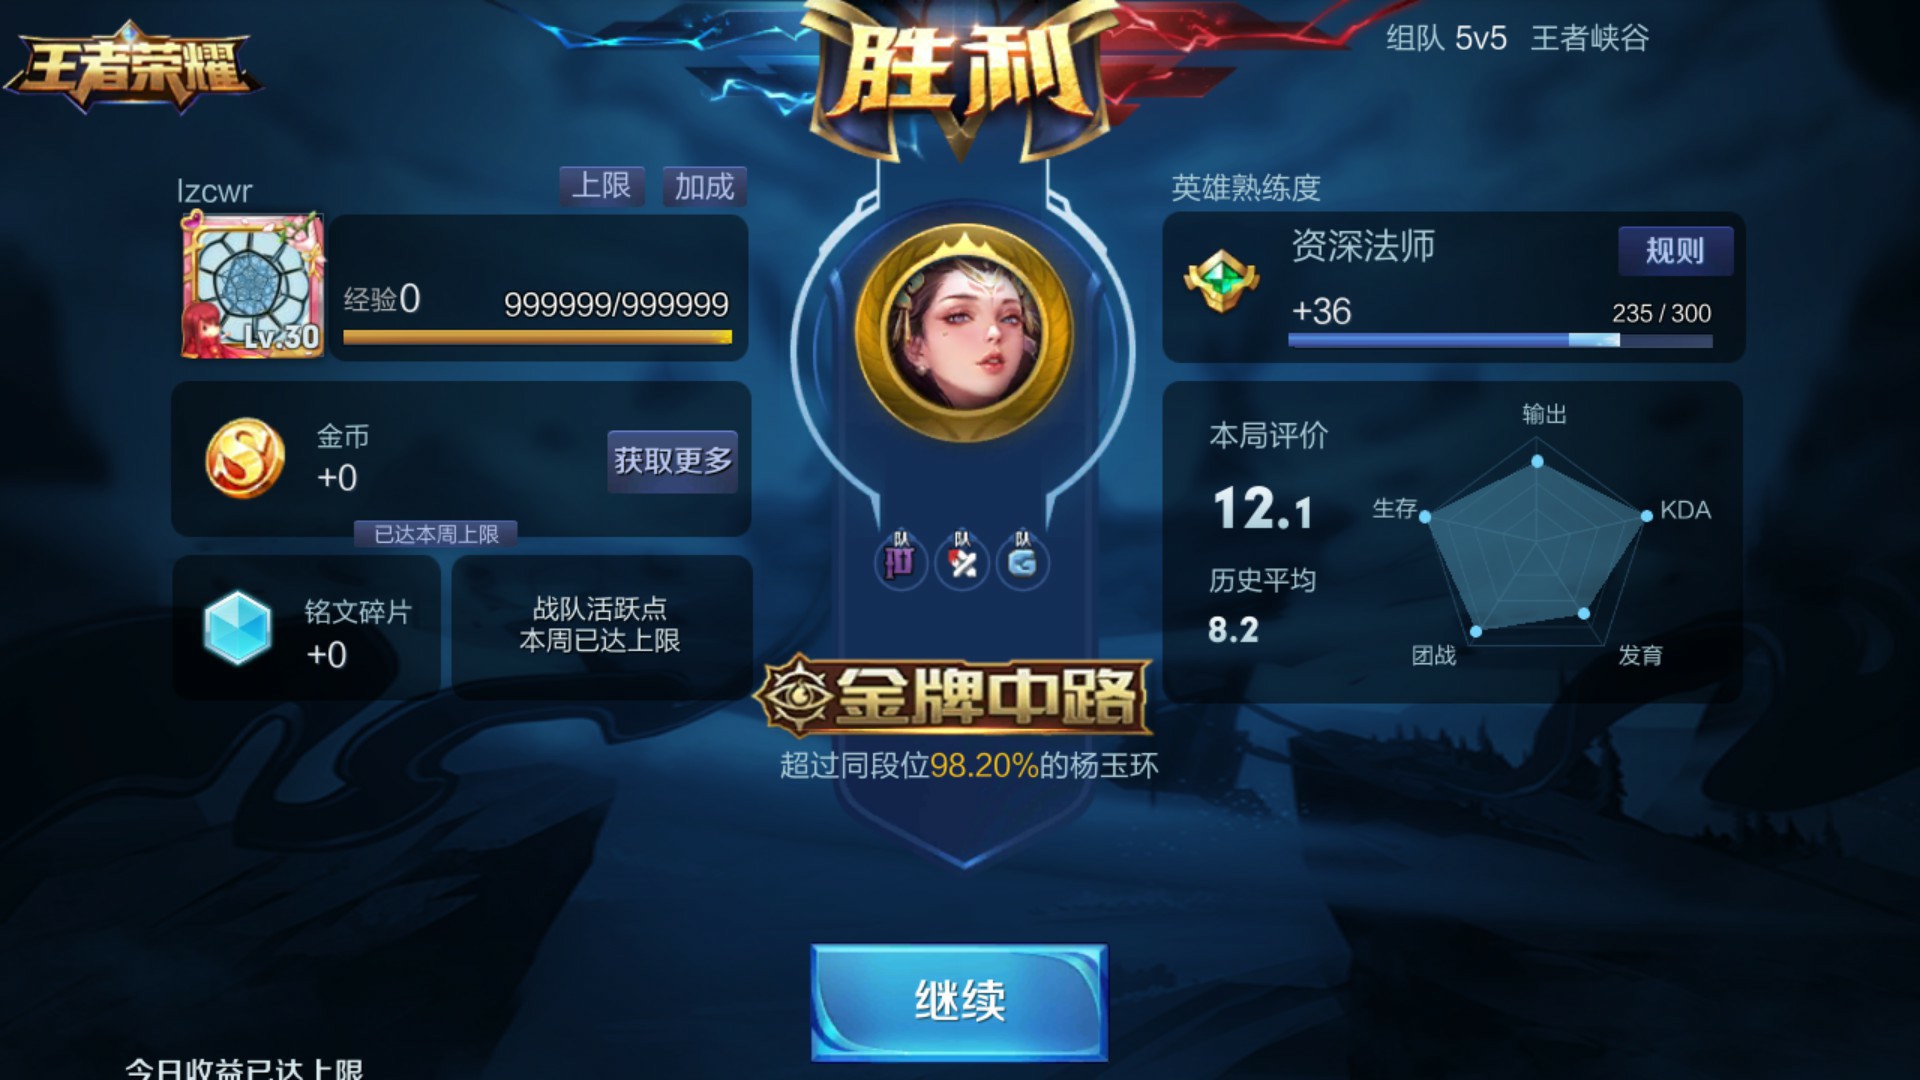 王者荣耀
胜利
组队 5v5 王者峡谷
lzcwr
上限
加成
Lv.30
经验0
999999/999999
金币
+0
获取更多
已达本周上限
铭文碎片
+0
战队活跃点
本周已达上限
队
队
队
金牌中路
超过同段位98.20%的杨玉环
英雄熟练度
资深法师
规则
+36
235 / 300
本局评价
12.1
历史平均
8.2
输出
生存
KDA
团战
发育
继续
今日收益已达上限